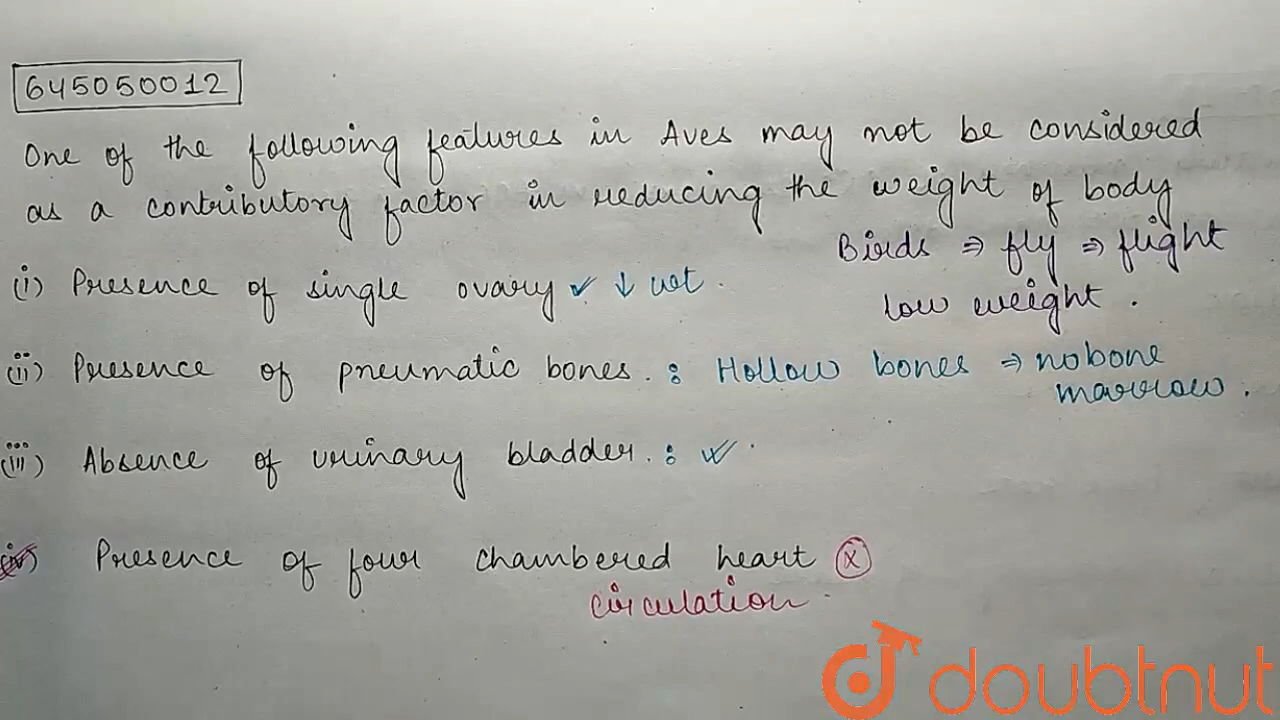 645050012
One of the following features in Aves may not be considered
as a contributory factor in reducing the weight of body
Birds ⇒ fly ⇒ flight
(i) Presence of single ovary ✓ ↓ wt.
low weight.
(ii) Presence of pneumatic bones. : Hollow bones ⇒ no bone
marrow.
(iii) Absence of urinary bladder. : ✓.
(iv) Presence of four chambered heart (x)
circulation.
doubtnut